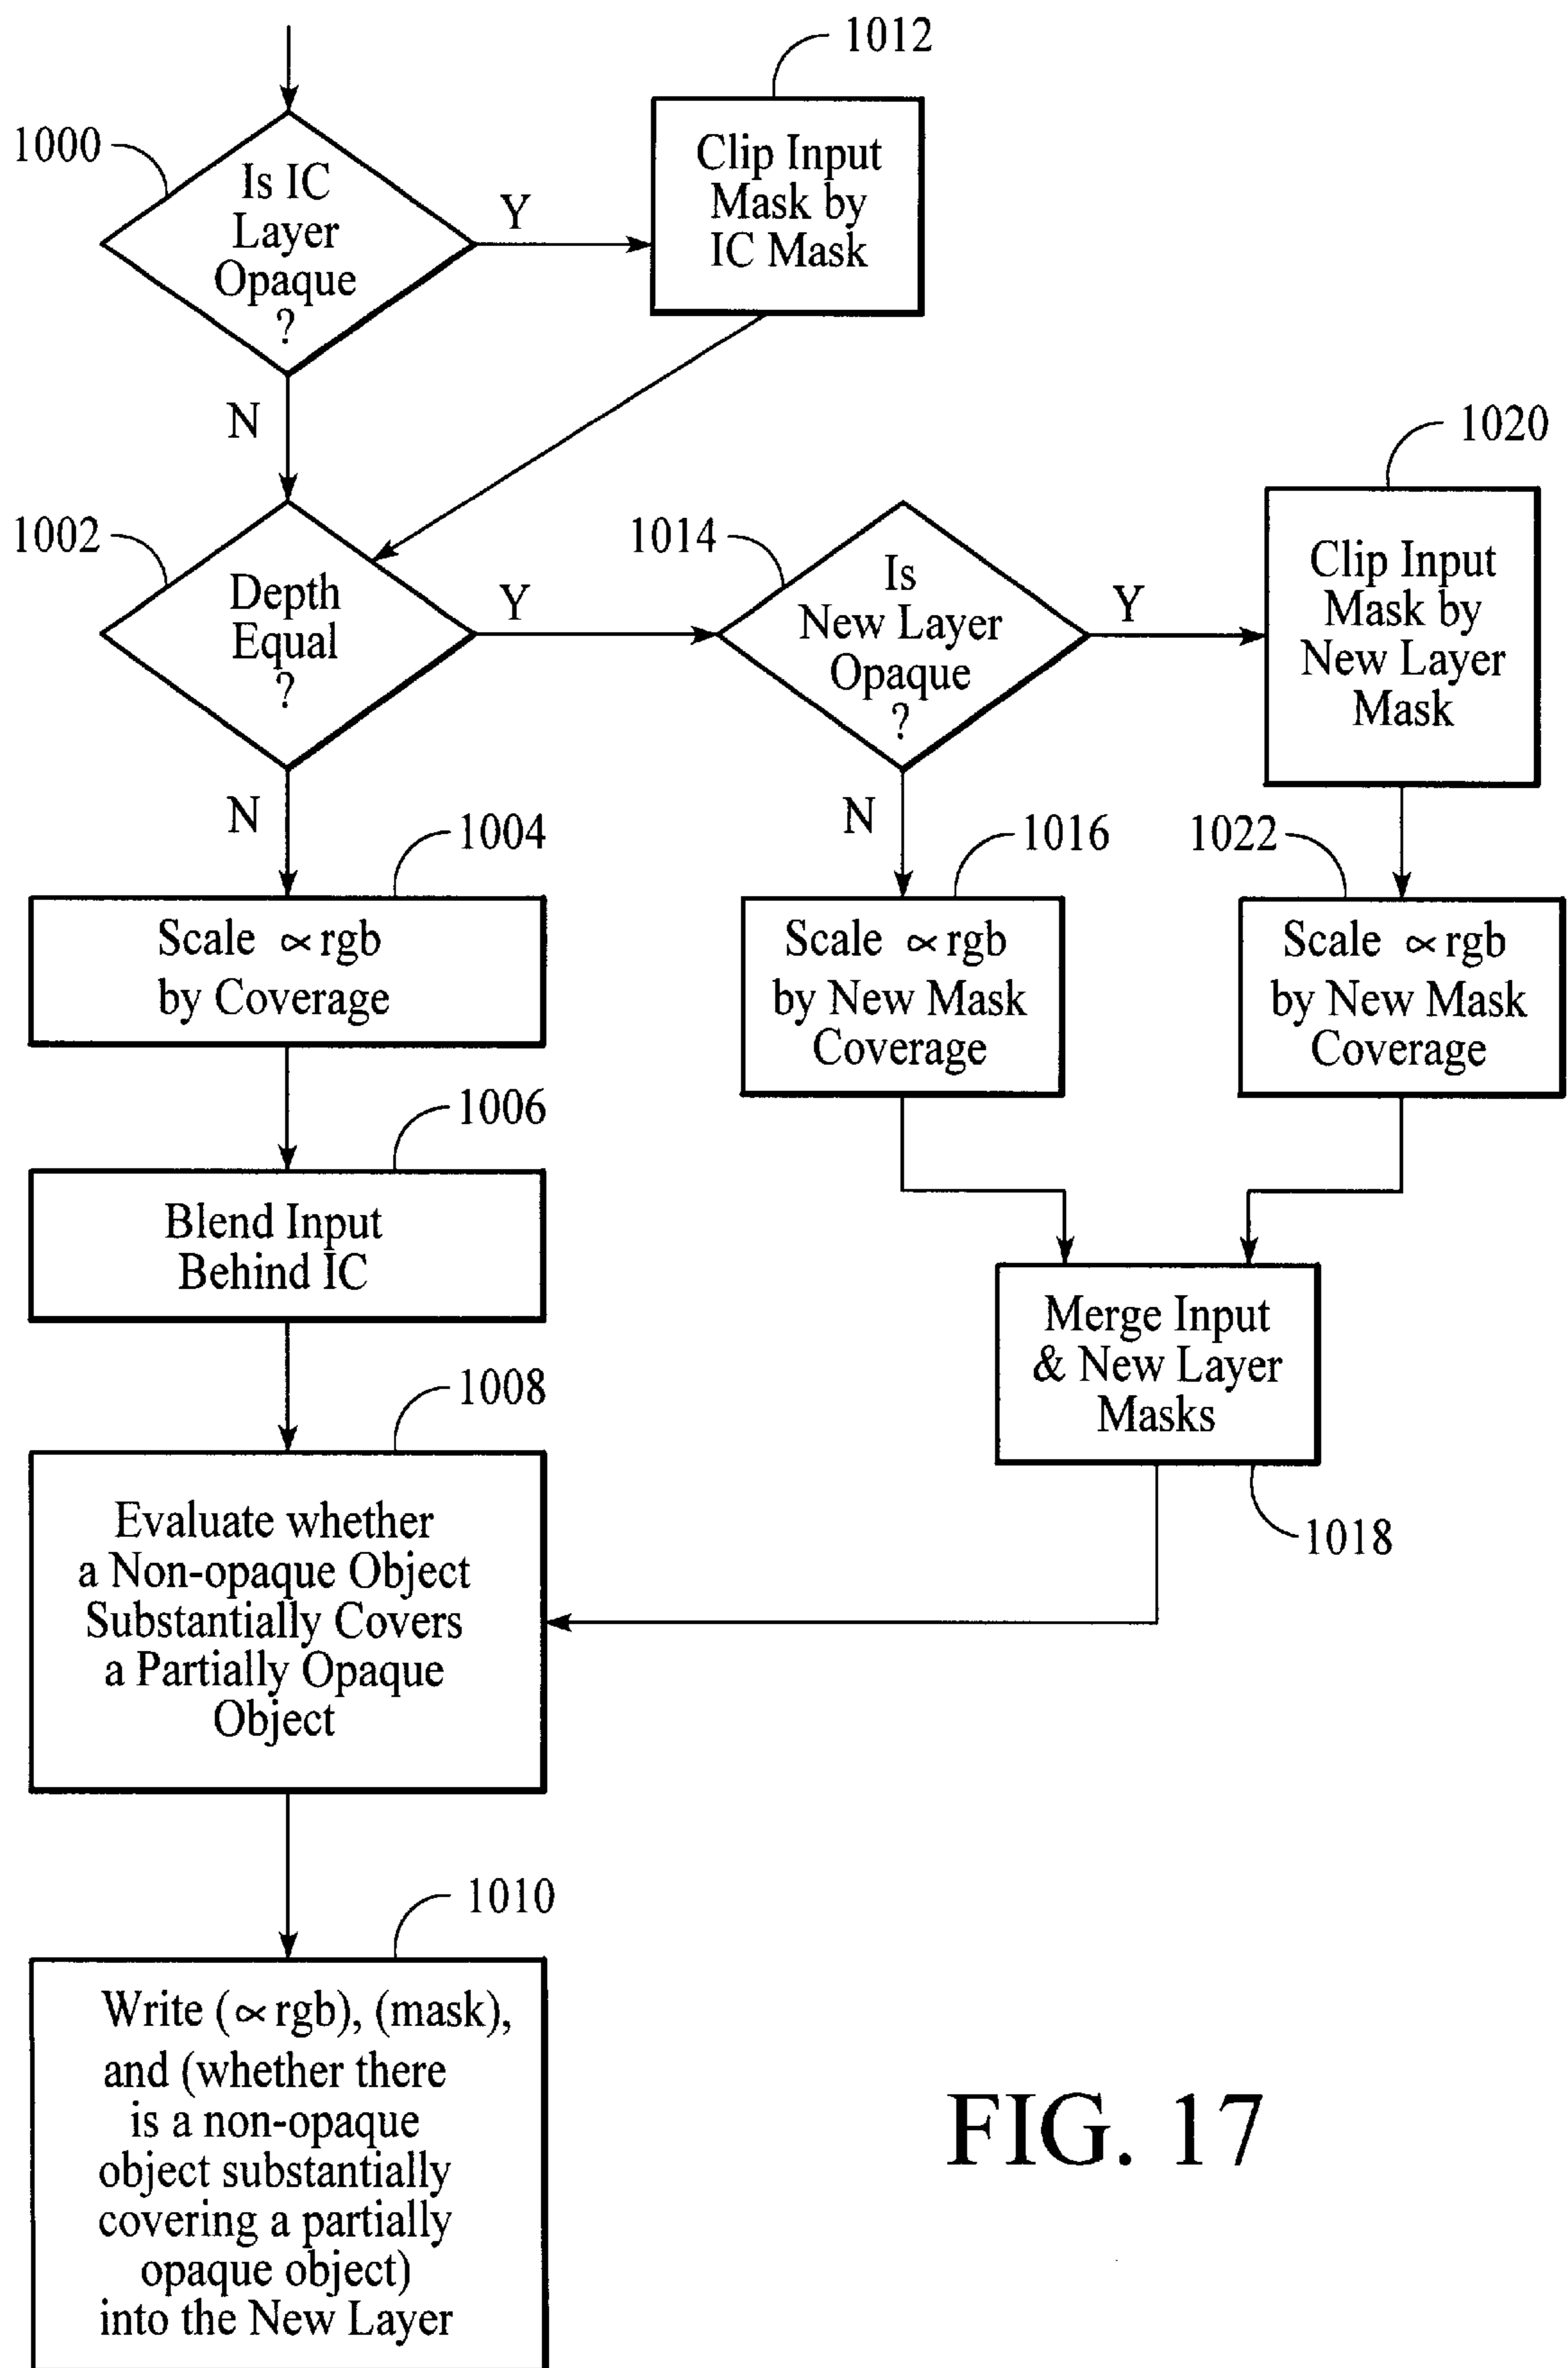 1012
1000
Is IC
Layer
Opaque
?
Y
Clip Input
Mask by
IC Mask
N
1020
1002
Depth
Equal
?
Y
1014
Is
New Layer
Opaque
?
Y
Clip Input
Mask by
New Layer
Mask
N
1004
Scale ∝ rgb
by Coverage
N
1016
Scale ∝ rgb
by New Mask
Coverage
1022
Scale ∝ rgb
by New Mask
Coverage
1006
Blend Input
Behind IC
Merge Input
& New Layer
Masks
1018
1008
Evaluate whether
a Non-opaque Object
Substantially Covers
a Partially Opaque
Object
1010
Write (∝ rgb), (mask),
and (whether there
is a non-opaque
object substantially
covering a partially
opaque object)
into the New Layer
FIG. 17